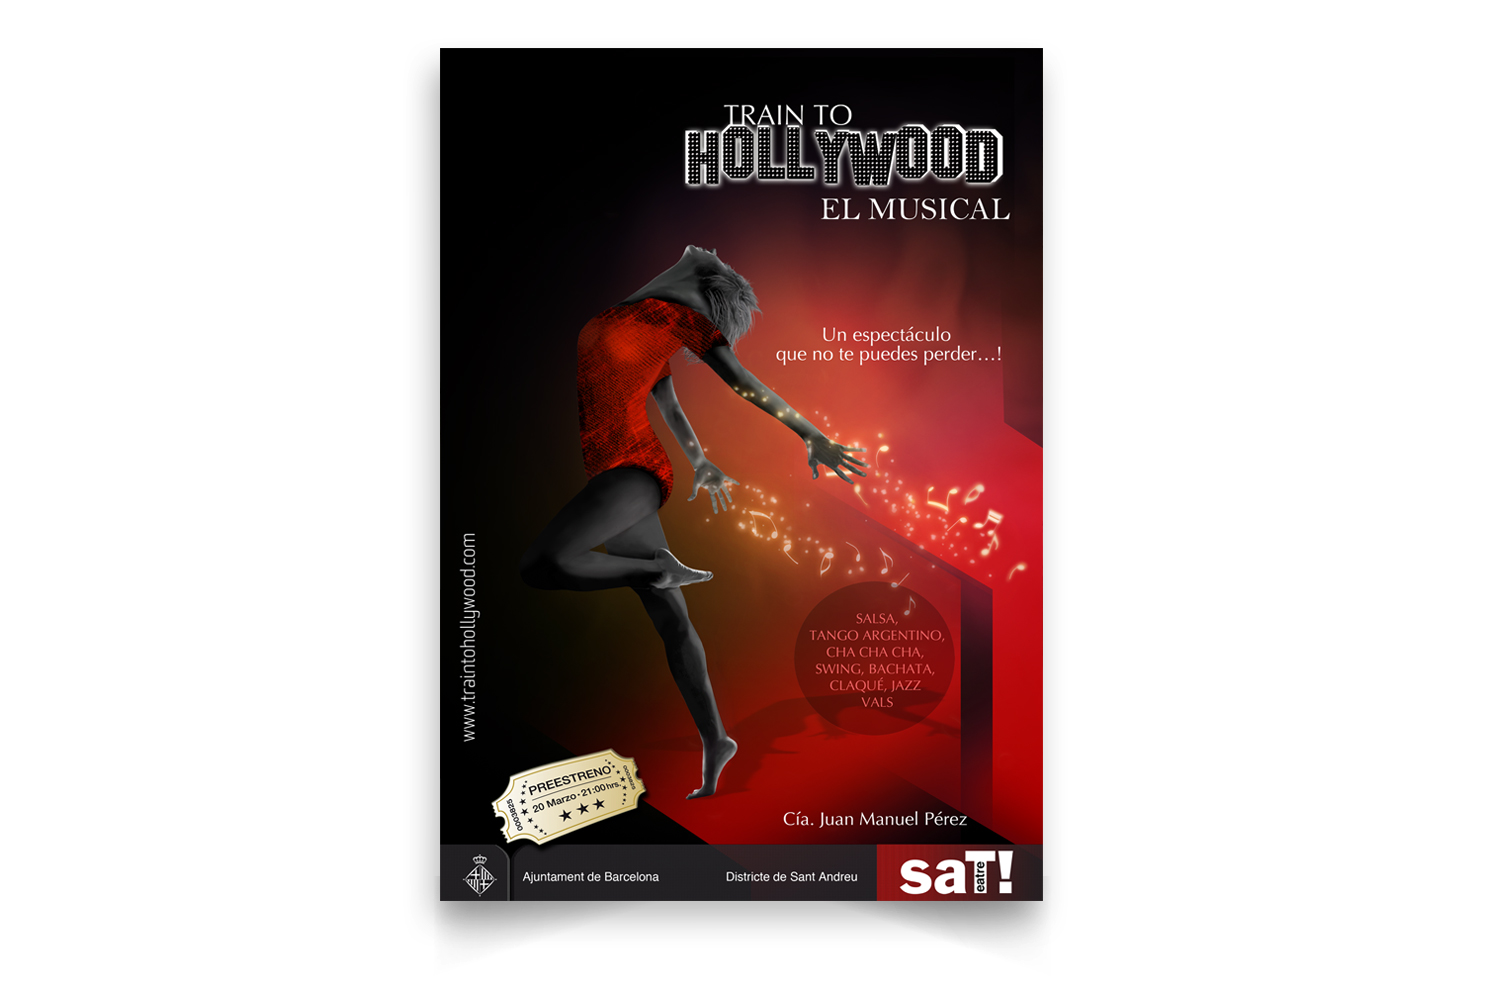 TRAIN TO
HOLLYWOOD
EL MUSICAL
Un espectáculo
que no te puedes perder...!
SALSA,
TANGO ARGENTINO,
CHA CHA CHA,
SWING, BACHATA,
CLAQUÉ, JAZZ
VALS
www.traintohollywood.com
PREESTRENO
20 Marzo-21:00hrs.
0003825
Cía. Juan Manuel Pérez
Ajuntament de Barcelona
Districte de Sant Andreu
saT!
eatre